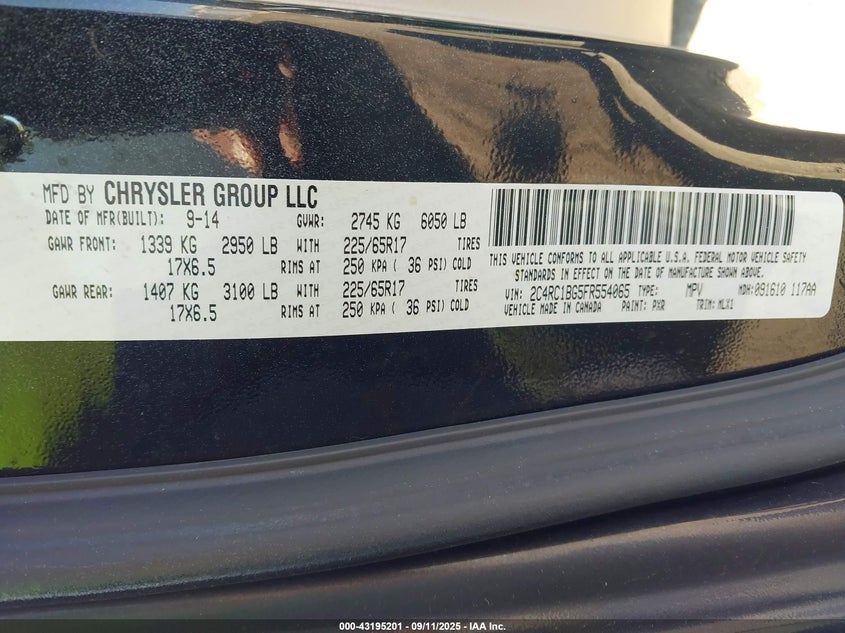 MFD BY CHRYSLER GROUP LLC
DATE OF MFR(BUILT): 9-14 GVWR: 2745 KG 6050 LB
GAWR FRONT: 1339 KG 2950 LB WITH 225/65R17 TIRES
17X6.5 RIMS AT 250 KPA ( 36 PSI) COLD
GAWR REAR: 1407 KG 3100 LB WITH 225/65R17 TIRES
17X6.5 RIMS AT 250 KPA ( 36 PSI) COLD
THIS VEHICLE CONFORMS TO ALL APPLICABLE U.S.A. FEDERAL MOTOR VEHICLE SAFETY
STANDARDS IN EFFECT ON THE DATE OF MANUFACTURE SHOWN ABOVE.
VIN: 2C4RC1BG5FR554065 TYPE: MPV MDH:091610 117AA
VEHICLE MADE IN CANADA PAINT: PXR TRIM: MLX1
000-43195201 - 09/11/2025 - IAA Inc.